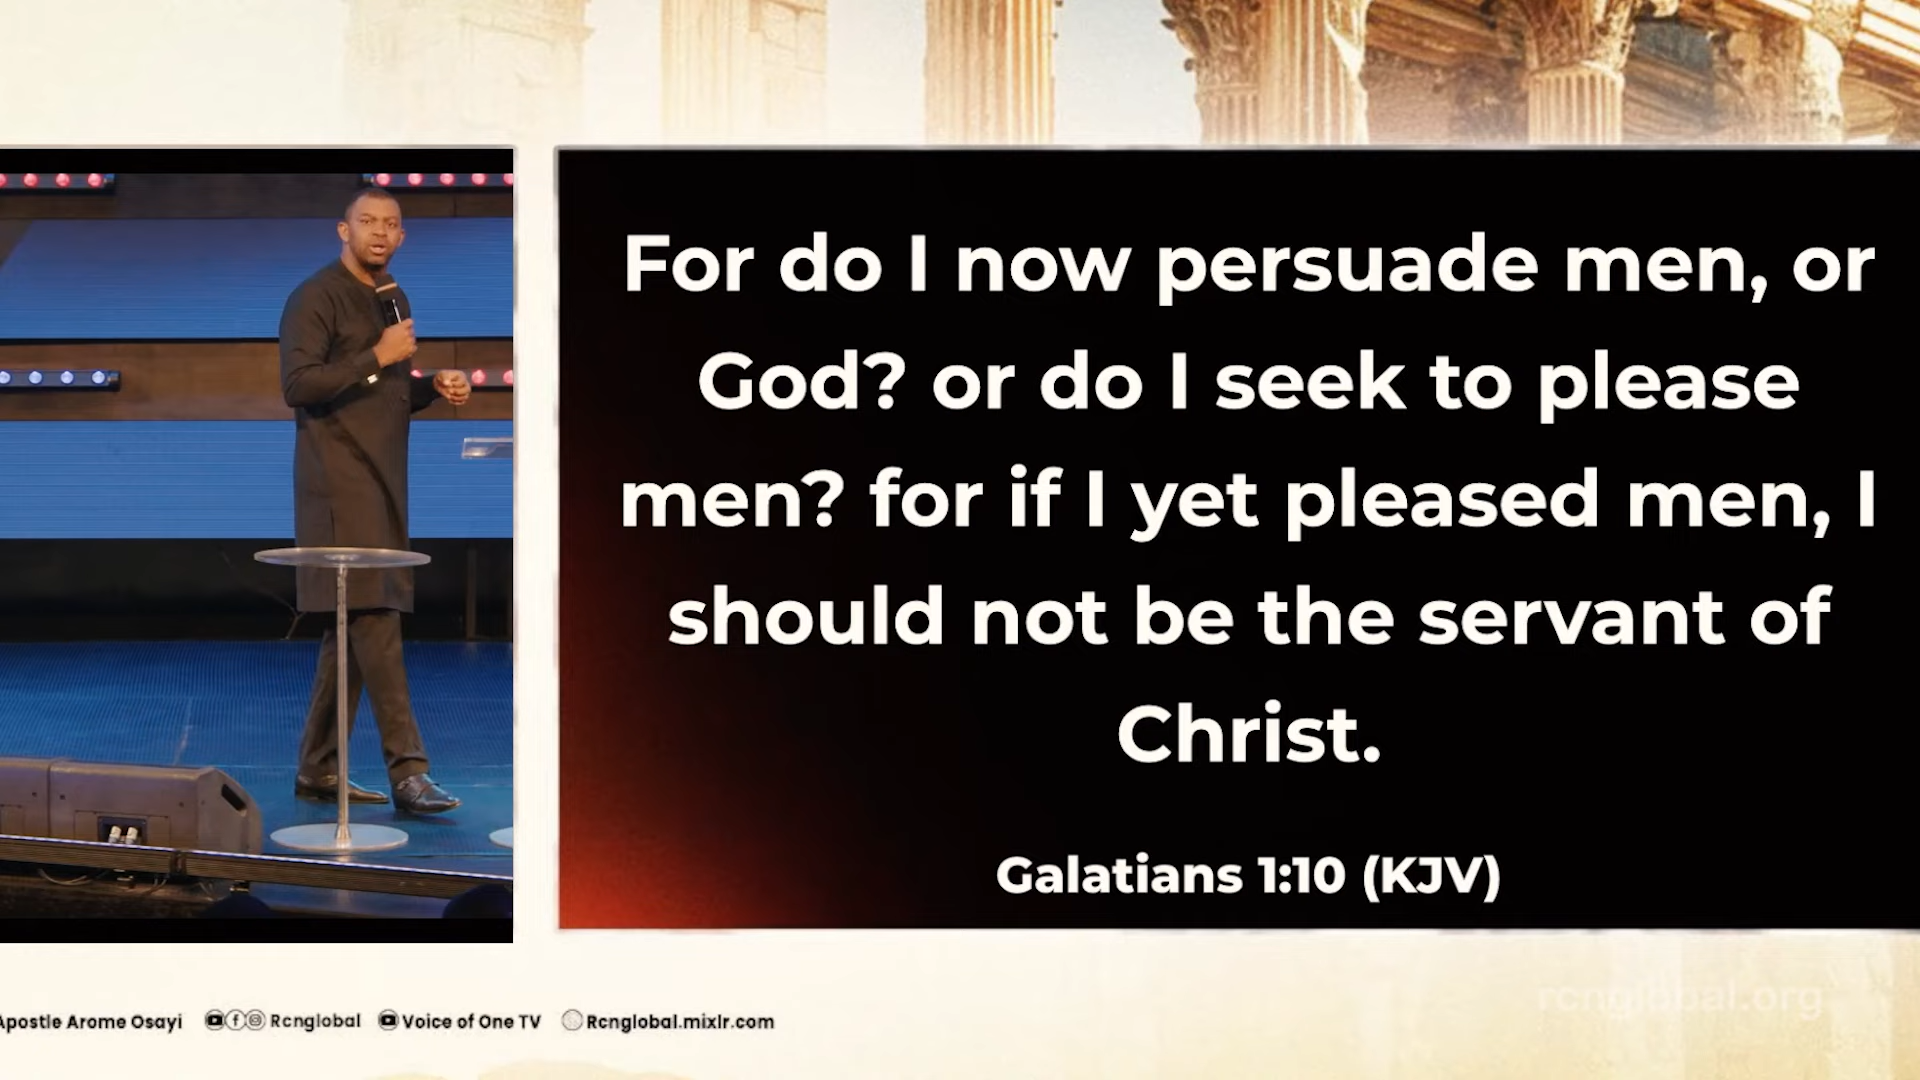 For do I now persuade men, or
God? or do I seek to please
men? for if I yet pleased men, I
should not be the servant of
Christ.
Galatians 1:10 (KJV)
Apostle Arome Osayi Rcnglobal Voice of One TV Rcnglobal.mixlr.com
rcnglobal.org